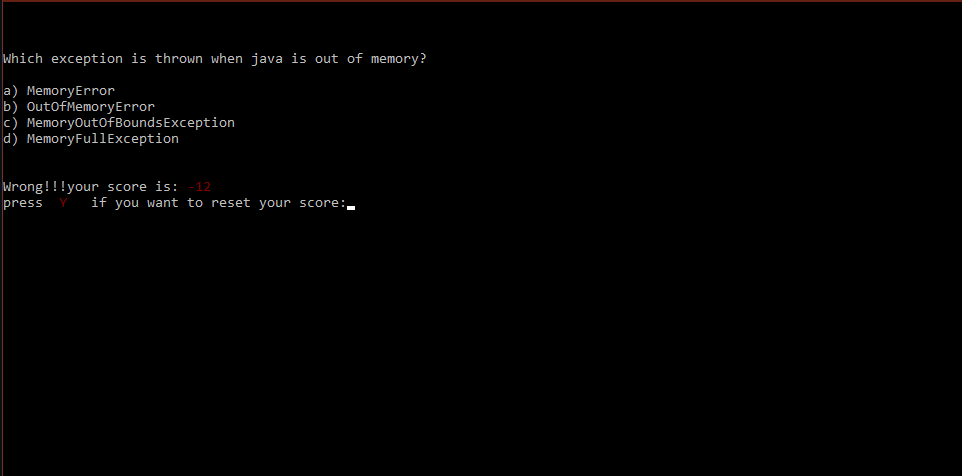 Which exception is thrown when java is out of memory?
a) MemoryError
b) OutOfMemoryError
c) MemoryOutOfBoundsException
d) MemoryFullException
Wrong!!!your score is: -12
press  Y   if you want to reset your score: